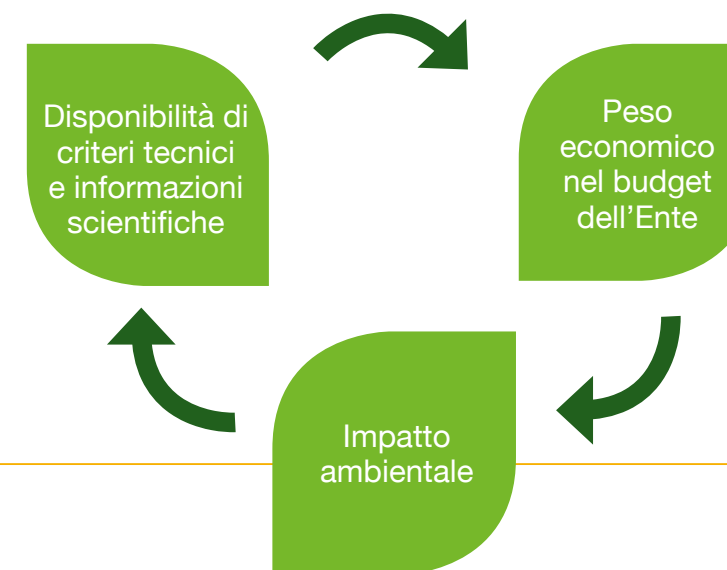 Disponibilità di
criteri tecnici
e informazioni
scientifiche
Peso
economico
nel budget
dell’Ente
Impatto
ambientale